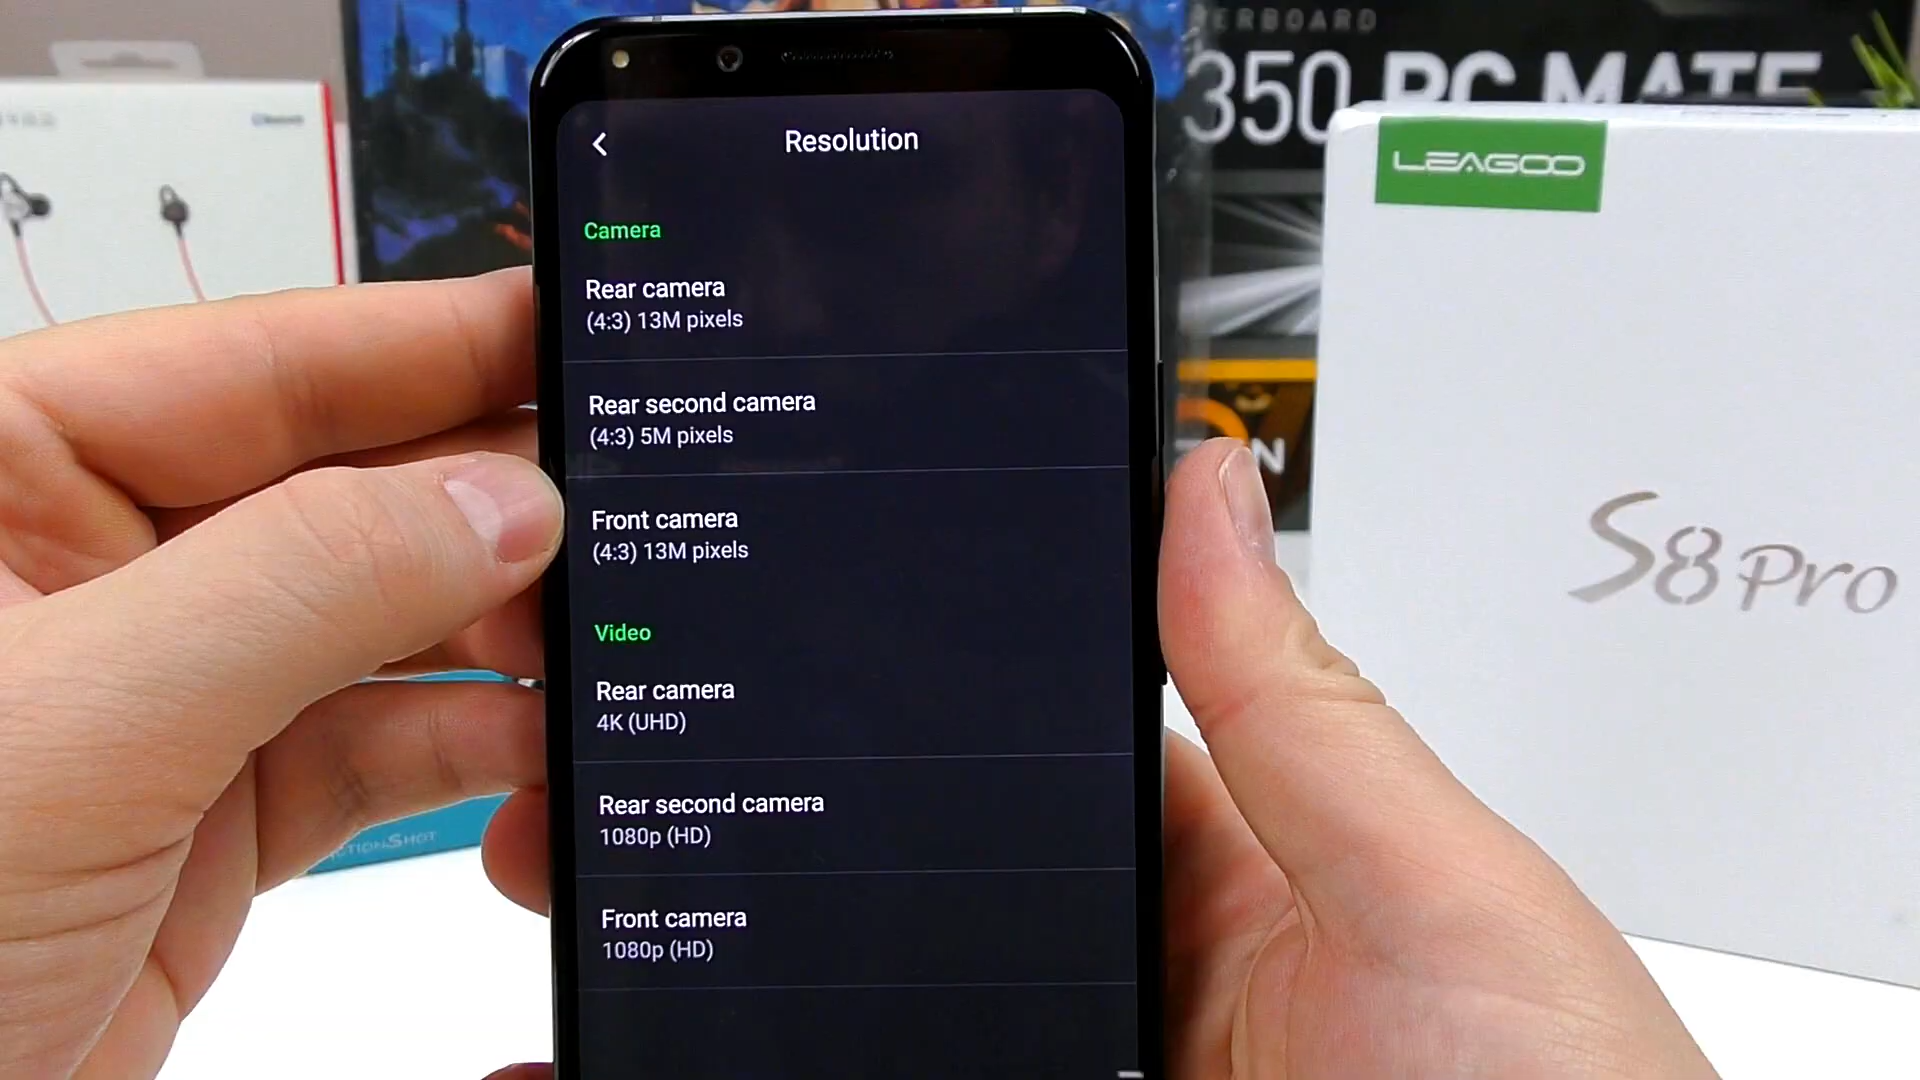 Resolution
Camera
Rear camera
(4:3) 13M pixels
Rear second camera
(4:3) 5M pixels
Front camera
(4:3) 13M pixels
Video
Rear camera
4K (UHD)
Rear second camera
1080p (HD)
Front camera
1080p (HD)
350 PC MATE
LEAGOO
S8 Pro